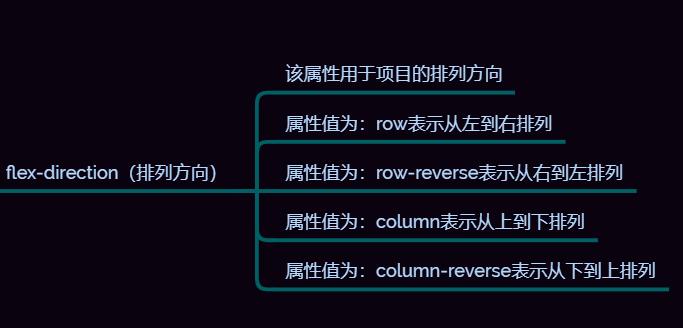 该属性用于项目的排列方向
属性值为：row表示从左到右排列
flex-direction（排列方向）
属性值为：row-reverse表示从右到左排列
属性值为：column表示从上到下排列
属性值为：column-reverse表示从下到上排列